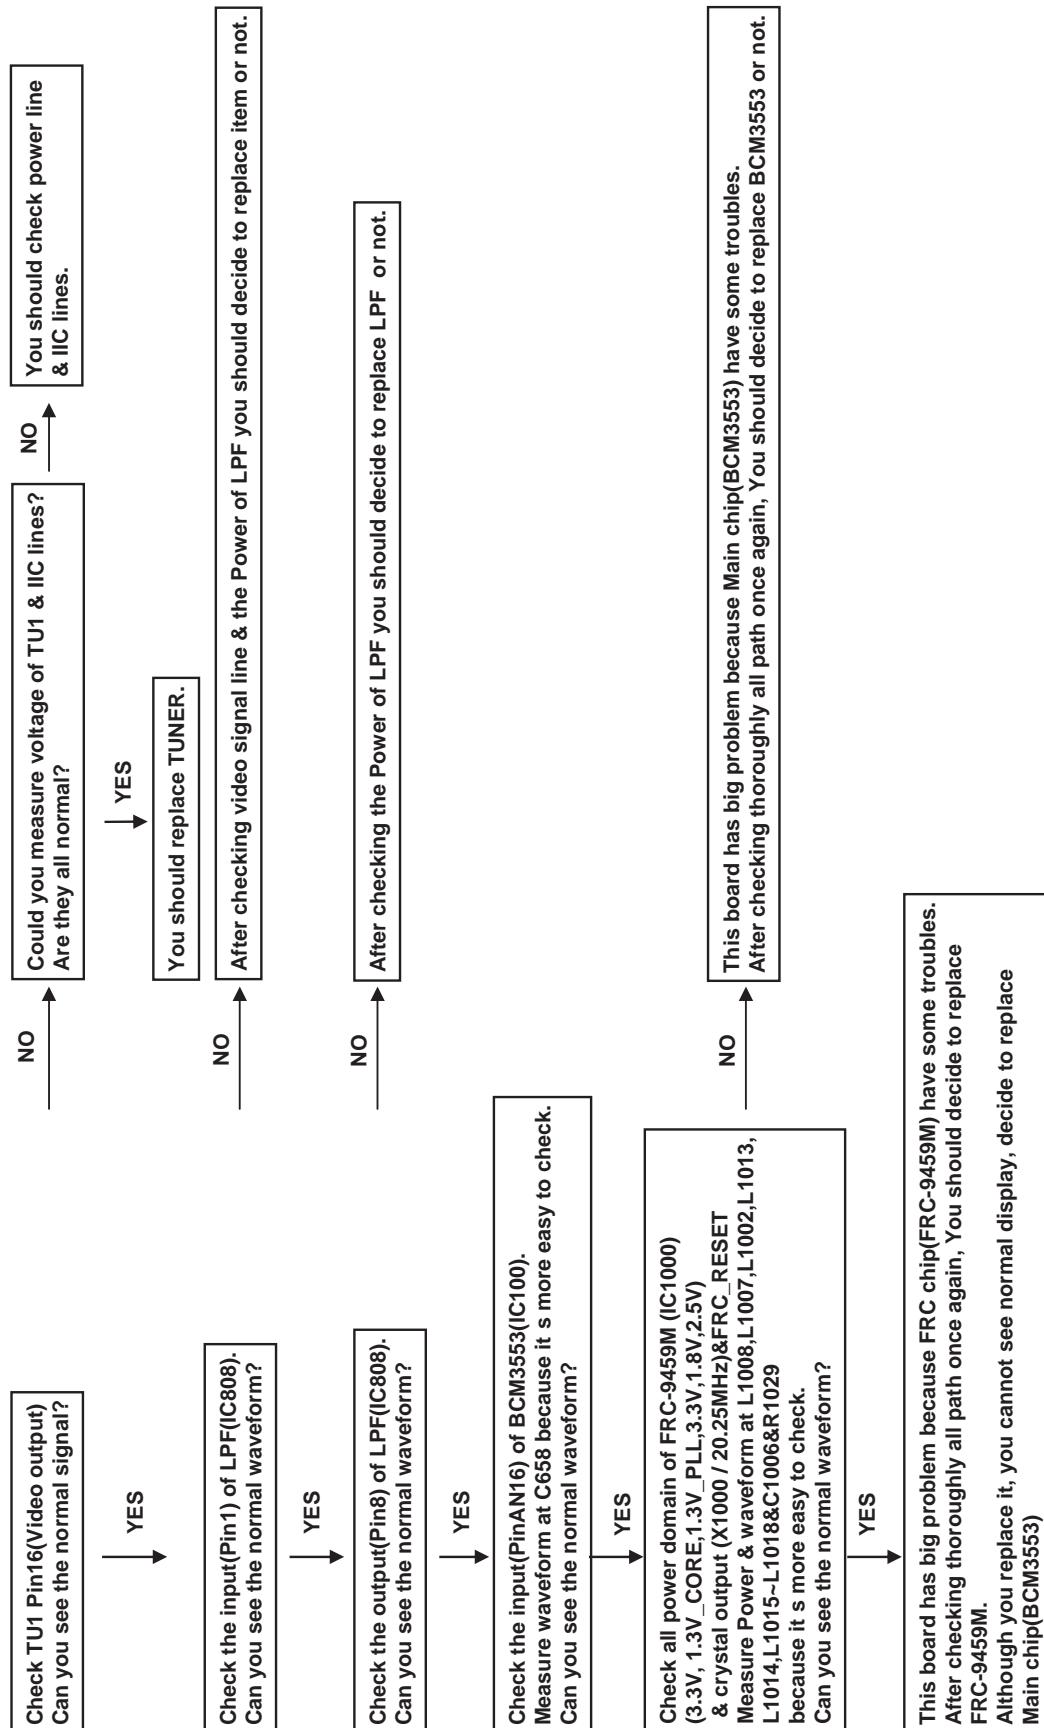 Check TU1 Pin16(Video output)
Can you see the normal signal?
NO
Could you measure voltage of TU1 & IIC lines?
Are they all normal?
NO
You should check power line
& IIC lines.
YES
You should replace TUNER.
YES
Check the input(Pin1) of LPF(IC808).
Can you see the normal waveform?
NO
After checking video signal line & the Power of LPF you should decide to replace item or not.
YES
Check the output(Pin8) of LPF(IC808).
Can you see the normal waveform?
NO
After checking the Power of LPF you should decide to replace LPF or not.
YES
Check the input(PinAN16) of BCM3553(IC100).
Measure waveform at C658 because it s more easy to check.
Can you see the normal waveform?
YES
Check all power domain of FRC-9459M (IC1000)
(3.3V, 1.3V_CORE,1.3V_PLL,3.3V,1.8V,2.5V)
& crystal output (X1000 / 20.25MHz)&FRC_RESET
Measure Power & waveform at L1008,L1007,L1002,L1013,
L1014,L1015~L1018&C1006&R1029
because it s more easy to check.
Can you see the normal waveform?
NO
This board has big problem because Main chip(BCM3553) have some troubles.
After checking thoroughly all path once again, You should decide to replace BCM3553 or not.
YES
This board has big problem because FRC chip(FRC-9459M) have some troubles.
After checking thoroughly all path once again, You should decide to replace
FRC-9459M.
Although you replace it, you cannot see normal display, decide to replace
Main chip(BCM3553)